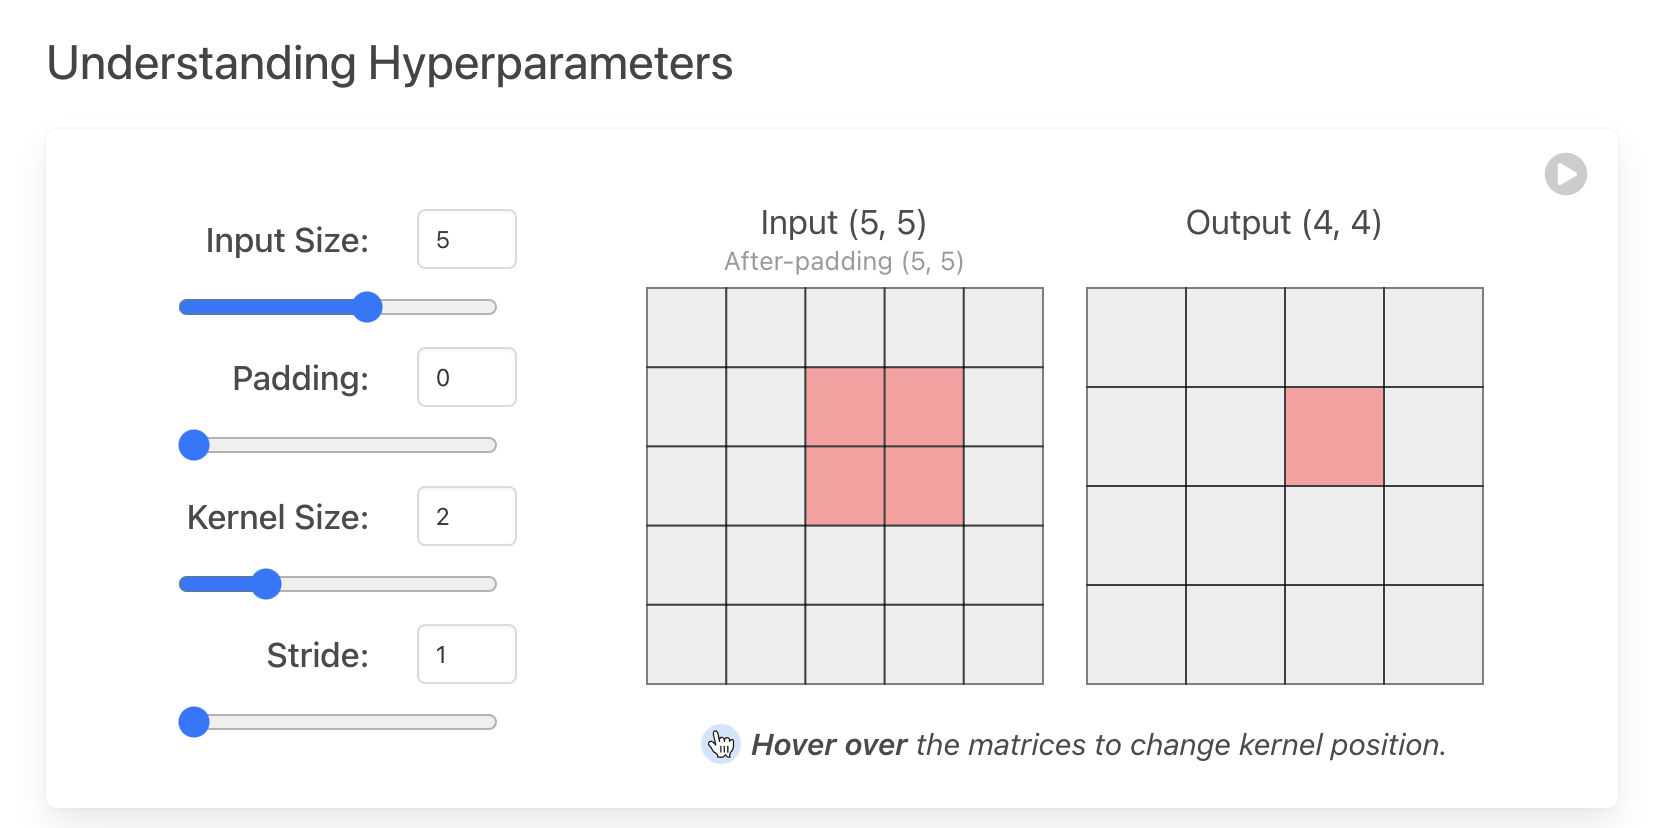 Understanding Hyperparameters
Input Size: 5
Padding: 0
Kernel Size: 2
Stride: 1
Input (5, 5)
After-padding (5, 5)
Output (4, 4)
Hover over the matrices to change kernel position.